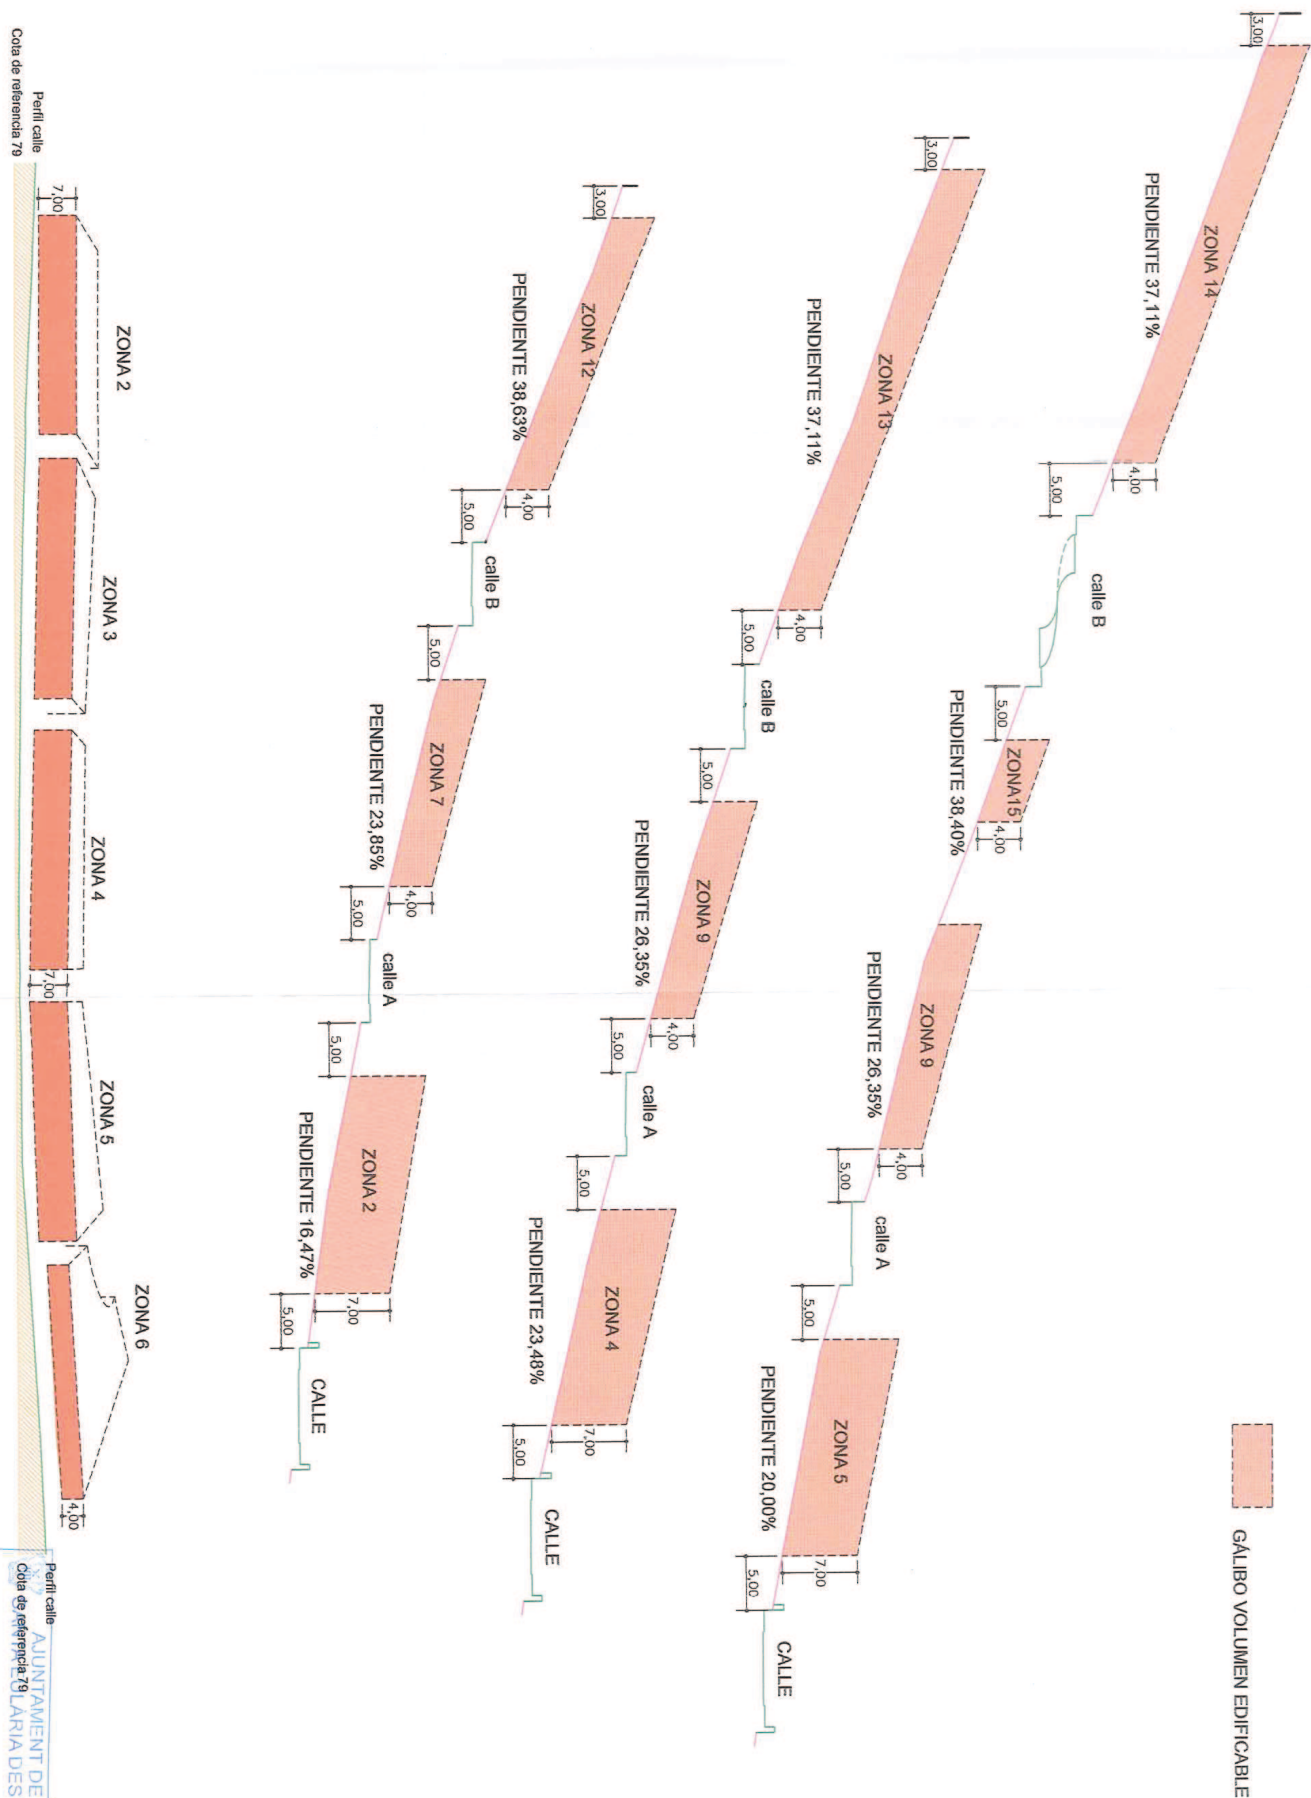 GÁLIBO VOLUMEN EDIFICABLE
3,00
ZONA 14
PENDIENTE 37,11%
4,00
5,00
calle B
5,00
ZONA15
4,00
PENDIENTE 38,40%
ZONA 9
PENDIENTE 26,35%
4,00
5,00
calle A
5,00
ZONA 5
PENDIENTE 20,00%
7,00
5,00
CALLE
3,00
ZONA 13
PENDIENTE 37,11%
4,00
5,00
calle B
5,00
ZONA 9
PENDIENTE 26,35%
4,00
5,00
calle A
5,00
ZONA 4
PENDIENTE 23,48%
7,00
5,00
CALLE
3,00
ZONA 12
PENDIENTE 38,63%
4,00
5,00
calle B
5,00
ZONA 7
PENDIENTE 23,85%
4,00
5,00
calle A
5,00
ZONA 2
PENDIENTE 16,47%
7,00
5,00
CALLE
ZONA 2
ZONA 3
ZONA 4
ZONA 5
ZONA 6
7,00
7,00
4,00
Perfil calle
Cota de referencia 79
Perfil calle
Cota de referencia 79
AJUNTAMENT DE
SANTA EULÀRIA DES